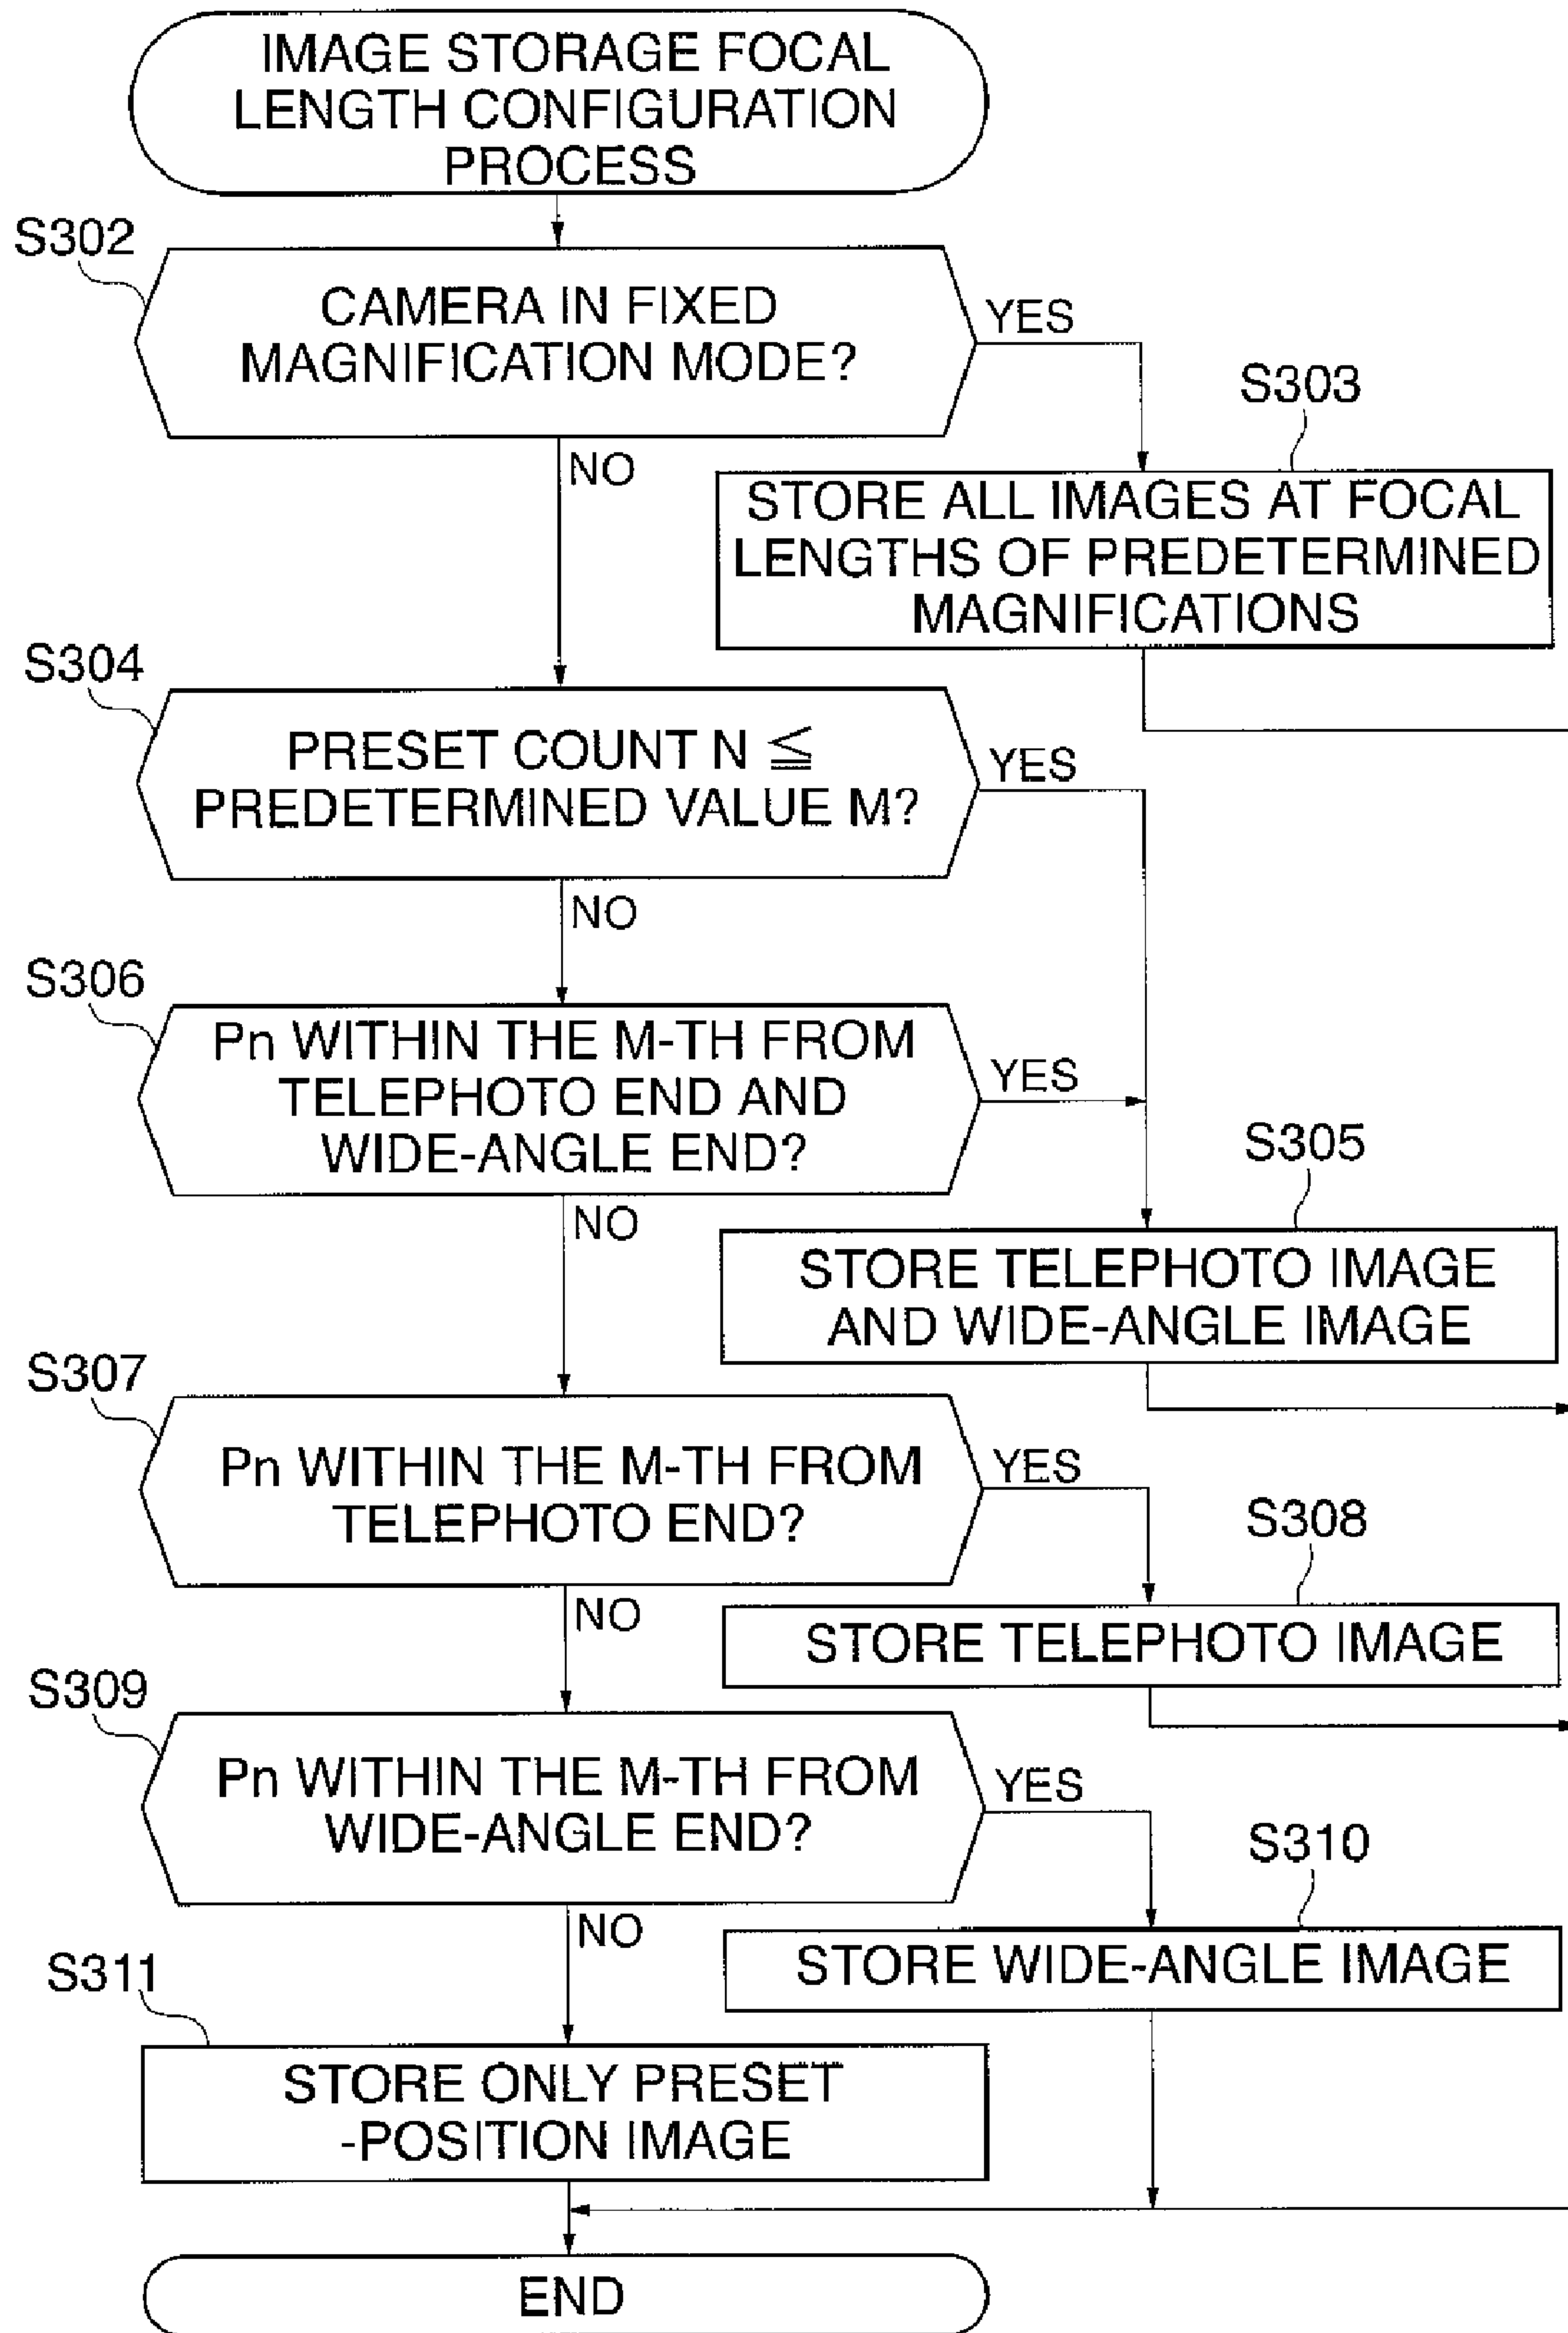 IMAGE STORAGE FOCAL
LENGTH CONFIGURATION
PROCESS
S302
CAMERA IN FIXED
MAGNIFICATION MODE?
YES
NO
S303
STORE ALL IMAGES AT FOCAL
LENGTHS OF PREDETERMINED
MAGNIFICATIONS
S304
PRESET COUNT N ≦
PREDETERMINED VALUE M?
YES
NO
S306
Pn WITHIN THE M-TH FROM
TELEPHOTO END AND
WIDE-ANGLE END?
YES
NO
S305
STORE TELEPHOTO IMAGE
AND WIDE-ANGLE IMAGE
S307
Pn WITHIN THE M-TH FROM
TELEPHOTO END?
YES
NO
S308
STORE TELEPHOTO IMAGE
S309
Pn WITHIN THE M-TH FROM
WIDE-ANGLE END?
YES
NO
S310
STORE WIDE-ANGLE IMAGE
S311
STORE ONLY PRESET
-POSITION IMAGE
END